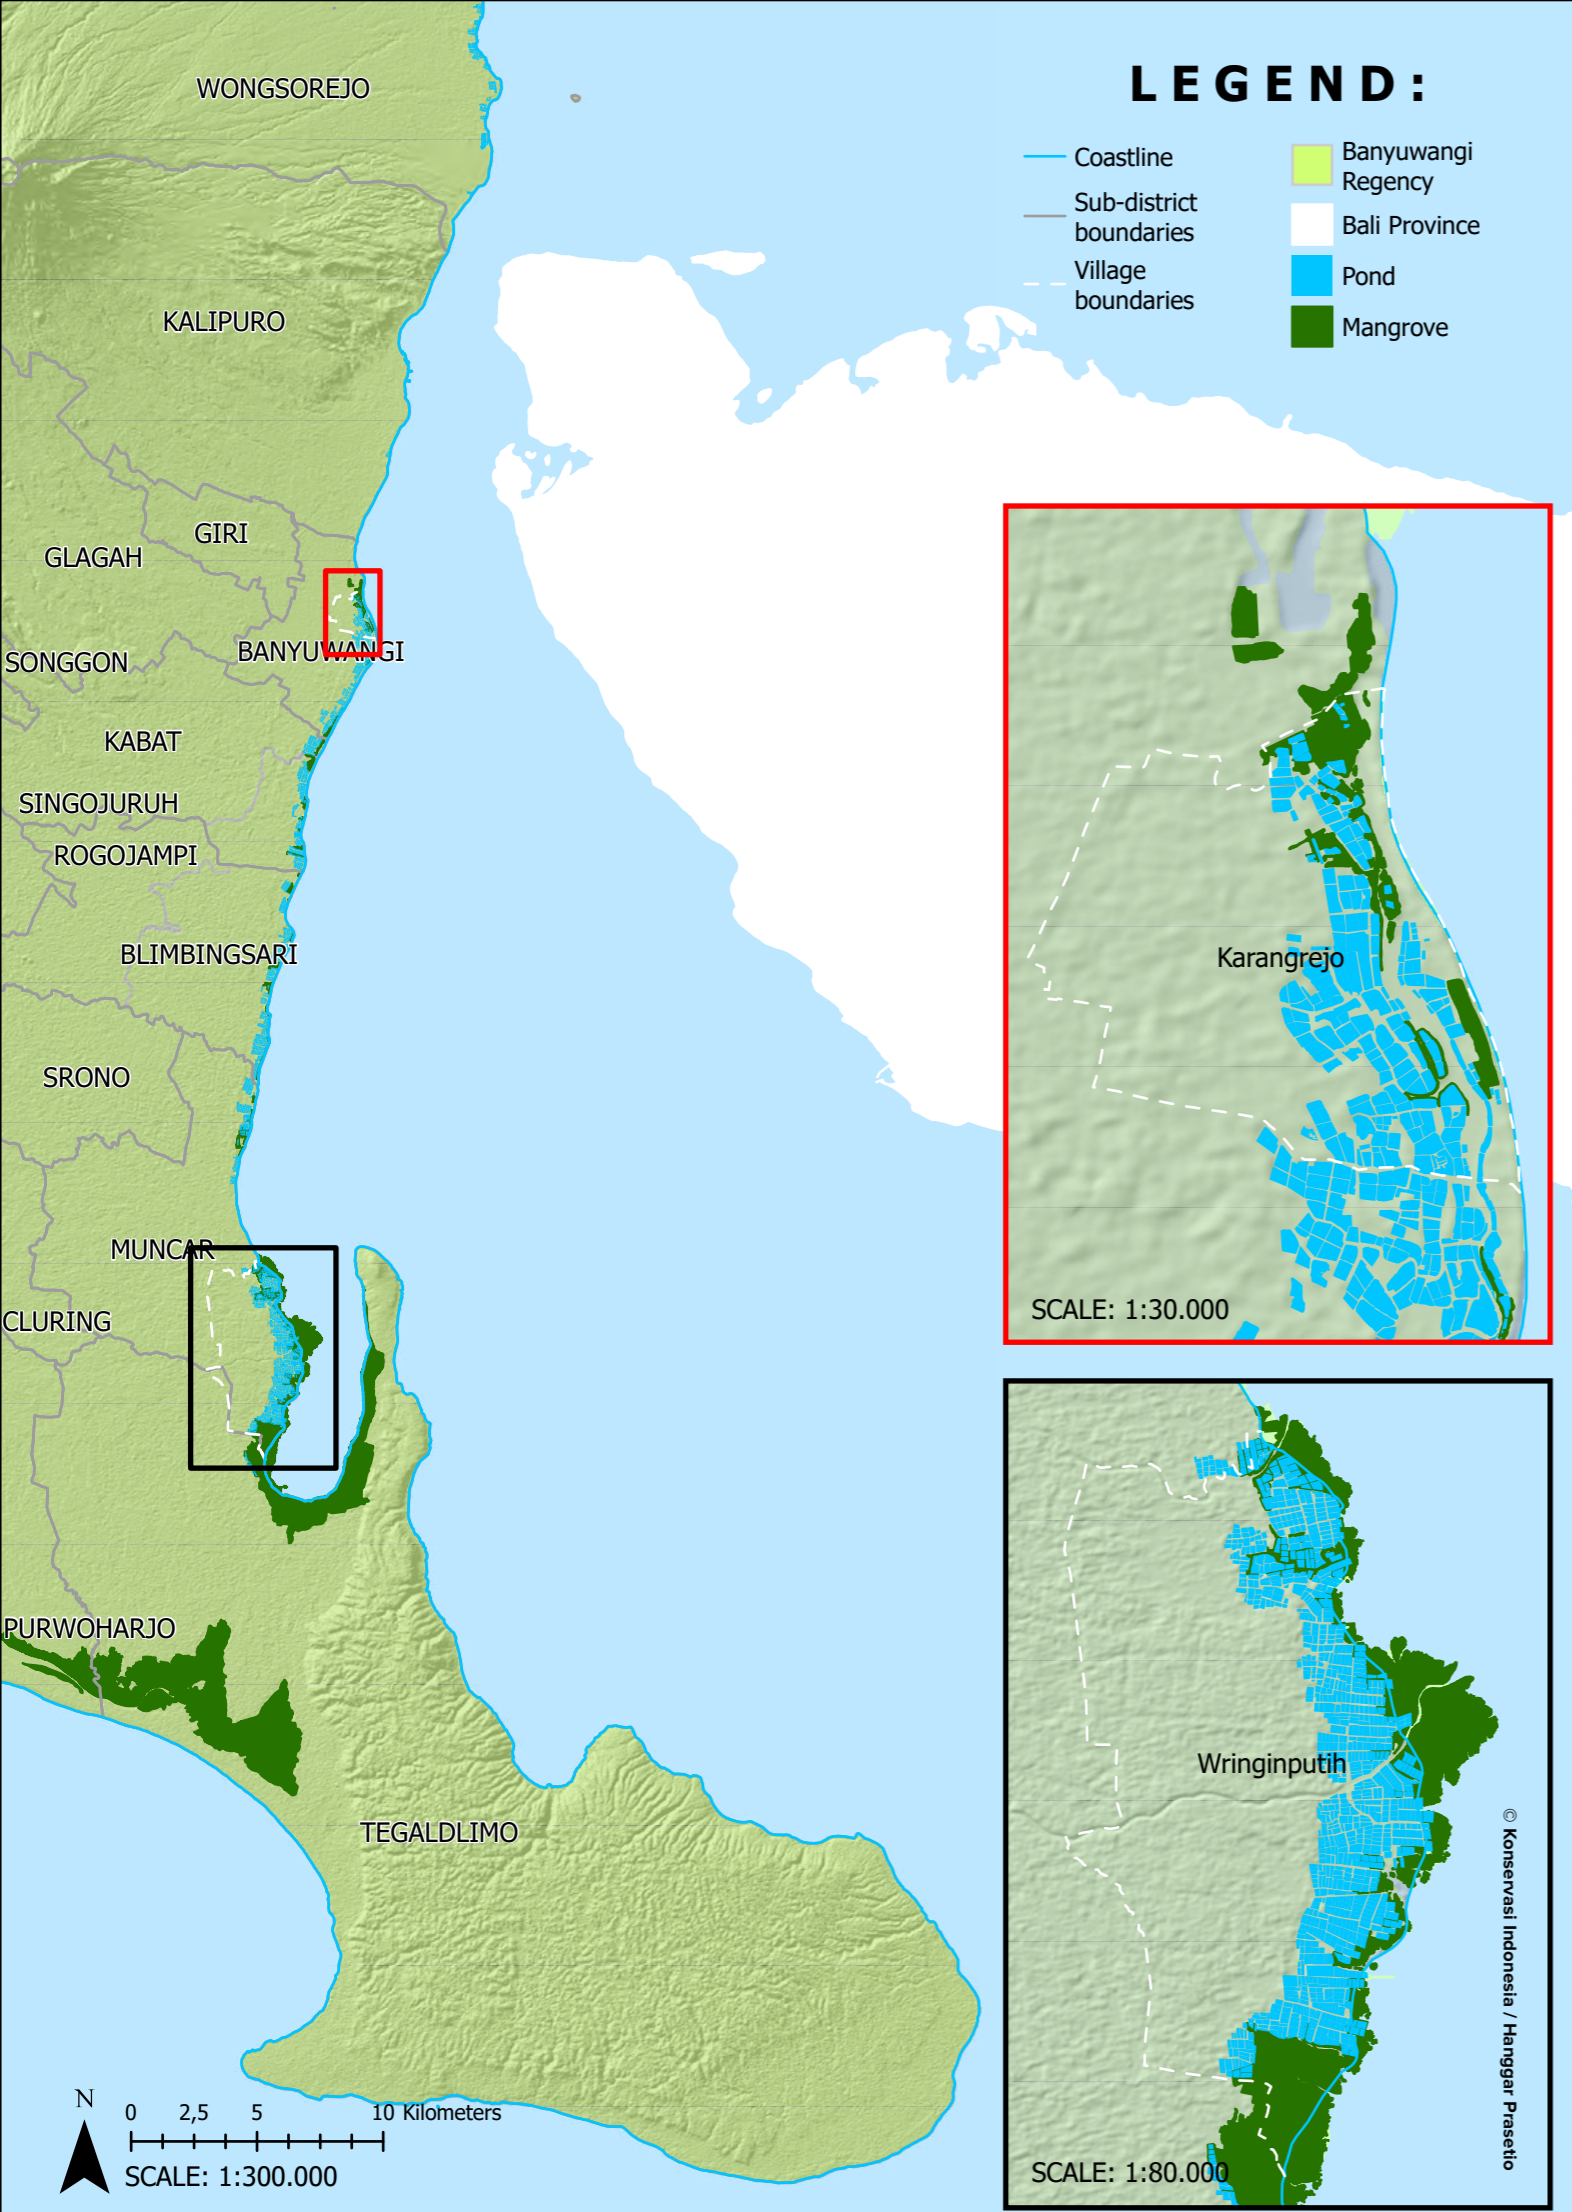 LEGEND:
Coastline
Sub-district
boundaries
Village
boundaries
Banyuwangi
Regency
Bali Province
Pond
Mangrove
WONGSOREJO
KALIPURO
GIRI
GLAGAH
BANYUWANGI
SONGGON
KABAT
SINGOJURUH
ROGOJAMPI
BLIMBINGSARI
SRONO
MUNCAR
CLURING
PURWOHARJO
TEGALDLIMO
Karangrejo
SCALE: 1:30.000
Wringinputih
SCALE: 1:80.000
© Konservasi Indonesia / Hanggar Prasetio
N
0 2,5 5 10 Kilometers
SCALE: 1:300.000